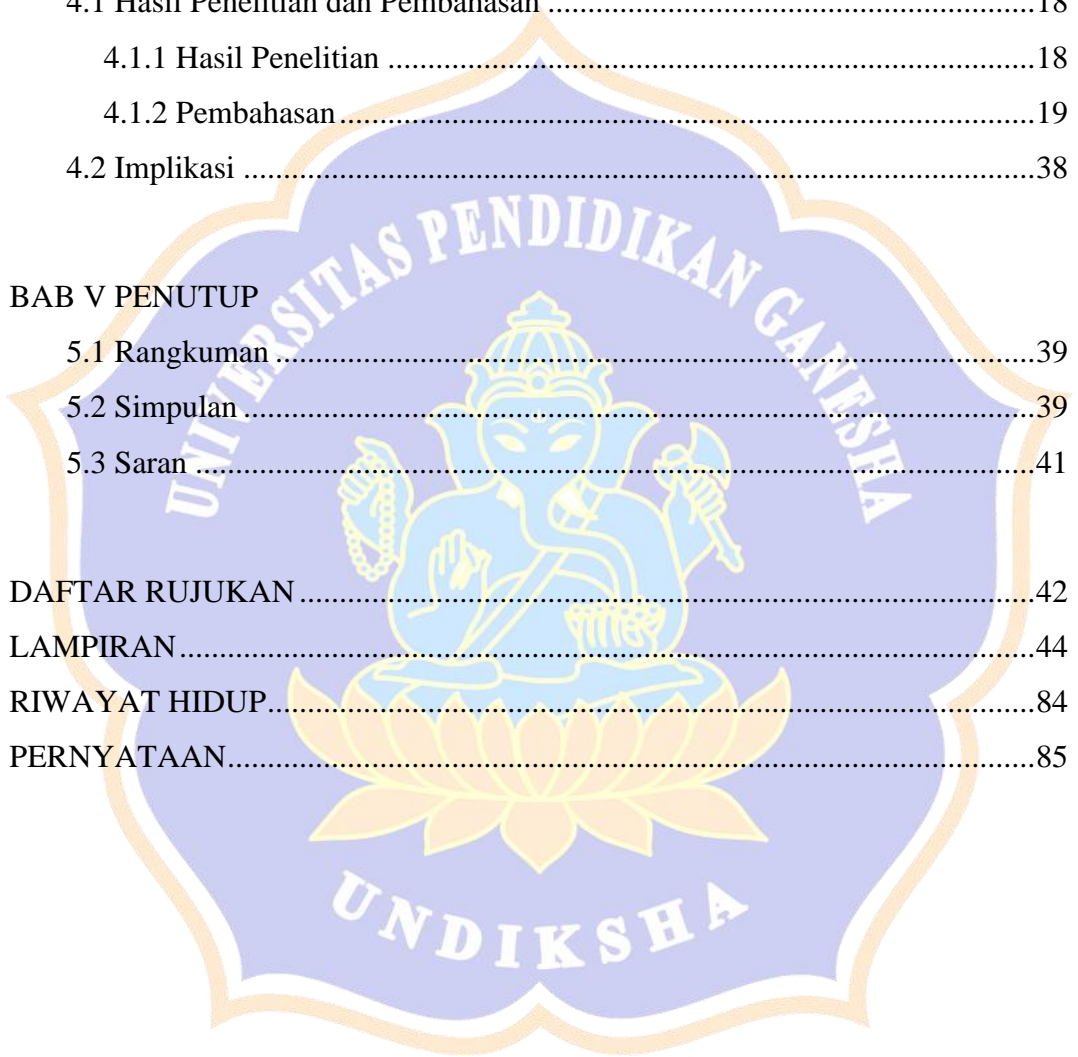 4.1 Hasil Penelitian dan Pembahasan ........................................................18
4.1.1 Hasil Penelitian ........................................................18
4.1.2 Pembahasan ........................................................19
4.2 Implikasi ........................................................38
UNIVERSITAS PENDIDIKAN GANESHA
BAB V PENUTUP
5.1 Rangkuman ........................................................39
5.2 Simpulan ........................................................39
5.3 Saran ........................................................41
DAFTAR RUJUKAN ........................................................42
LAMPIRAN ........................................................44
RIWAYAT HIDUP ........................................................84
PERNYATAAN ........................................................85
UNDIKSHA